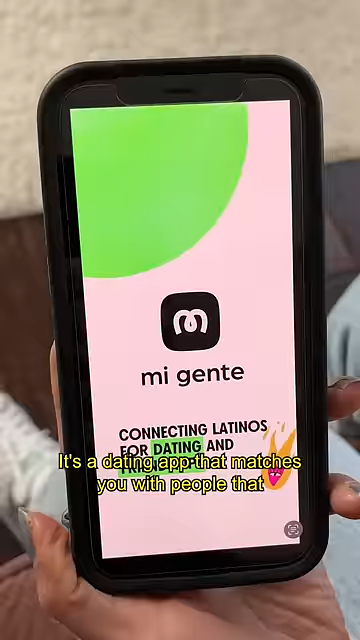 m
mi gente
CONNECTING LATINOS
FOR DATING AND
It's a dating app that matches
you with people that